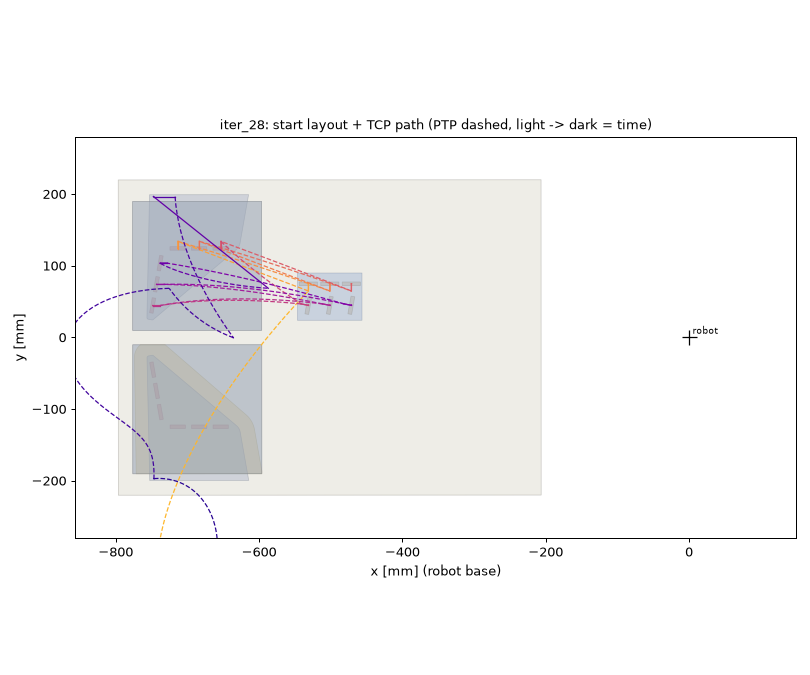 iter_28: start layout + TCP path (PTP dashed, light -> dark = time)
200
100
0
−100
−200
y [mm]
robot
−800
−600
−400
−200
0
x [mm] (robot base)